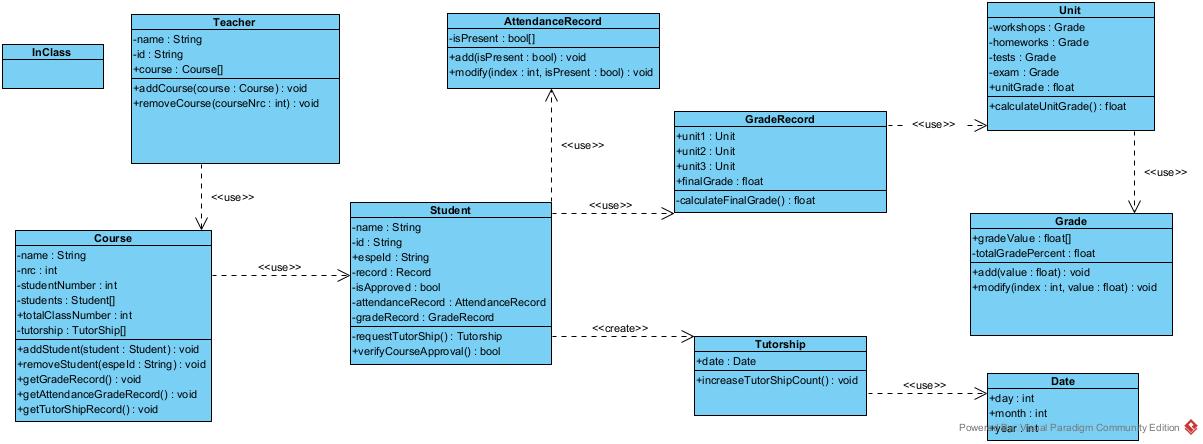 InClass
Teacher
-name : String
-id : String
+course : Course[]
+addCourse(course : Course) : void
+removeCourse(courseNrc : int) : void
<<use>>
Course
-name : String
-nrc : int
-studentNumber : int
-students : Student[]
+totalClassNumber : int
-tutorship : TutorShip[]
+addStudent(student : Student) : void
+removeStudent(espeId : String) : void
+getGradeRecord() : void
+getAttendanceGradeRecord() : void
+getTutorShipRecord() : void
<<use>>
AttendanceRecord
-isPresent : bool[]
+add(isPresent : bool) : void
+modify(index : int, isPresent : bool) : void
<<use>>
Student
-name : String
-id : String
+espeId : String
-record : Record
-isApproved : bool
-attendanceRecord : AttendanceRecord
-gradeRecord : GradeRecord
-requestTutorShip() : Tutorship
+verifyCourseApproval() : bool
<<use>>
<<create>>
GradeRecord
+unit1 : Unit
+unit2 : Unit
+unit3 : Unit
+finalGrade : float
-calculateFinalGrade() : float
<<use>>
Unit
-workshops : Grade
-homeworks : Grade
-tests : Grade
-exam : Grade
+unitGrade : float
+calculateUnitGrade() : float
<<use>>
Grade
+gradeValue : float[]
-totalGradePercent : float
+add(value : float) : void
+modify(index : int, value : float) : void
Tutorship
+date : Date
+increaseTutorShipCount() : void
<<use>>
Date
+day : int
+month : int
+year : int
Powered By Visual Paradigm Community Edition